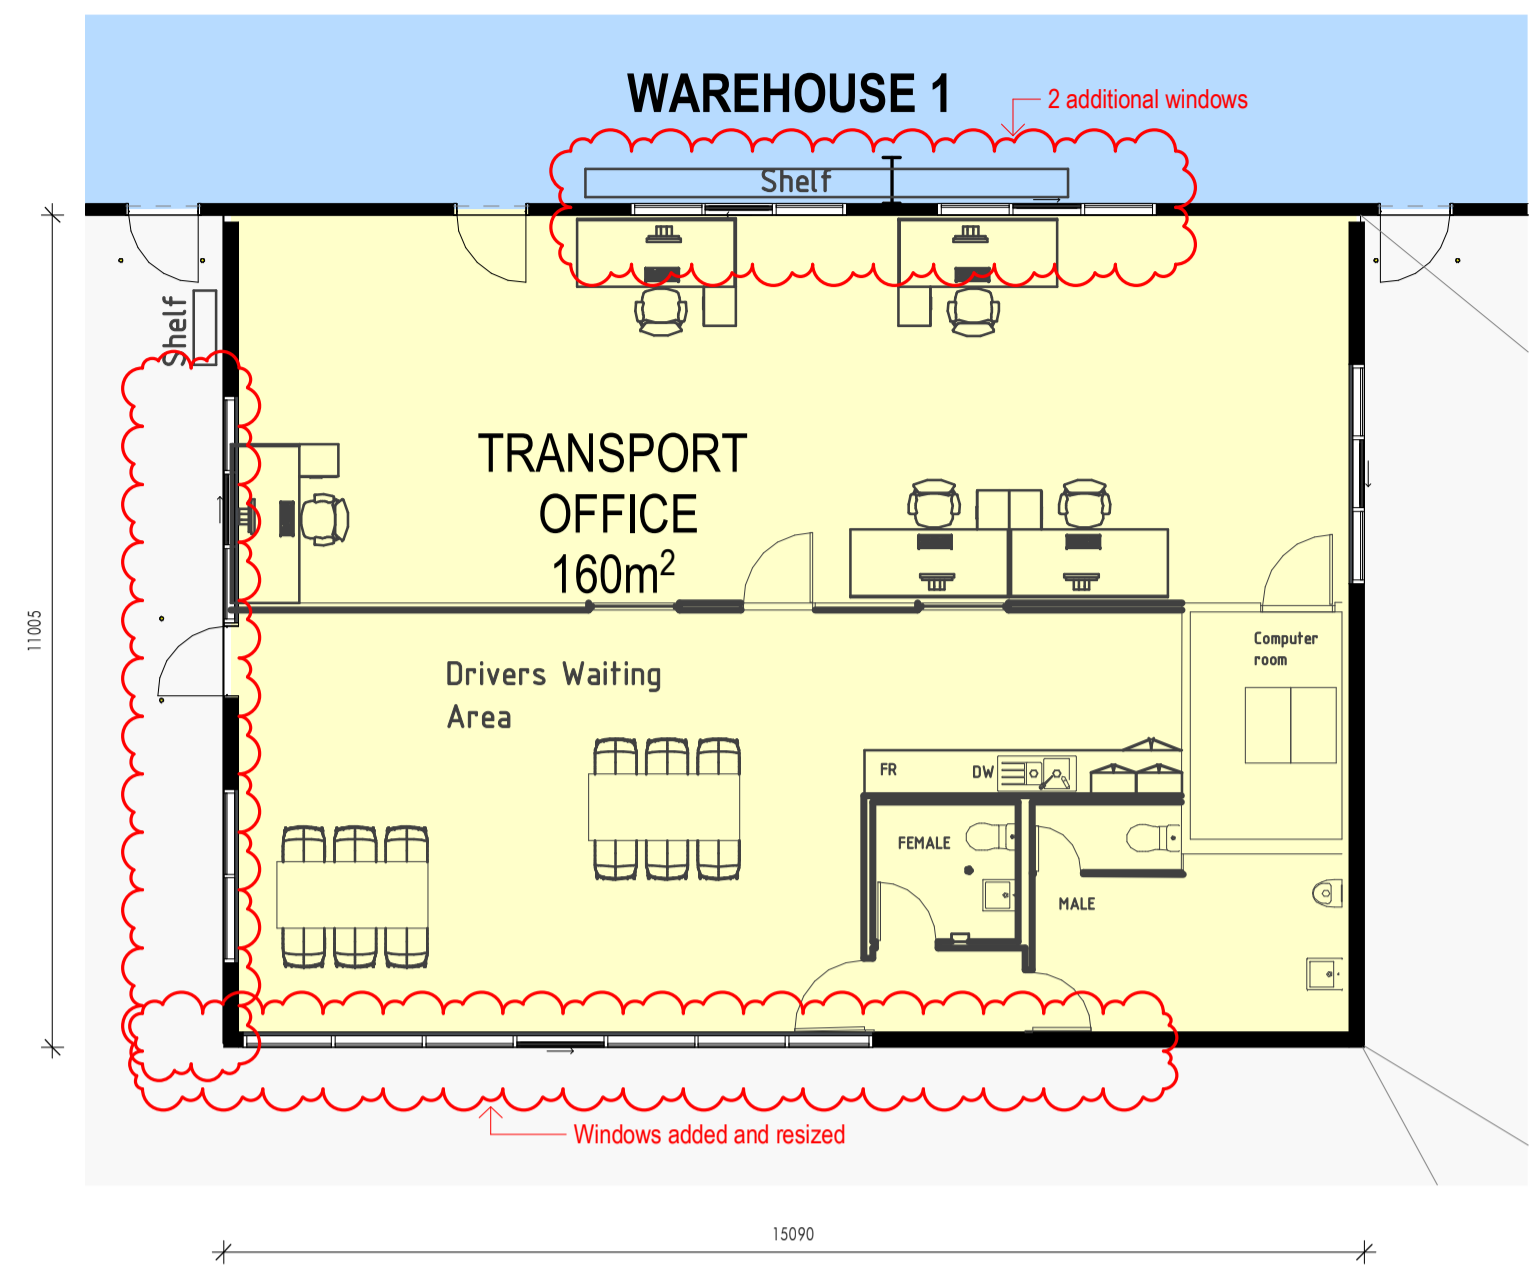 WAREHOUSE 1
2 additional windows
Shelf
Shelf
TRANSPORT
OFFICE
160m²
11005
Computer
room
Drivers Waiting
Area
FR
DW
FEMALE
MALE
Windows added and resized
15090